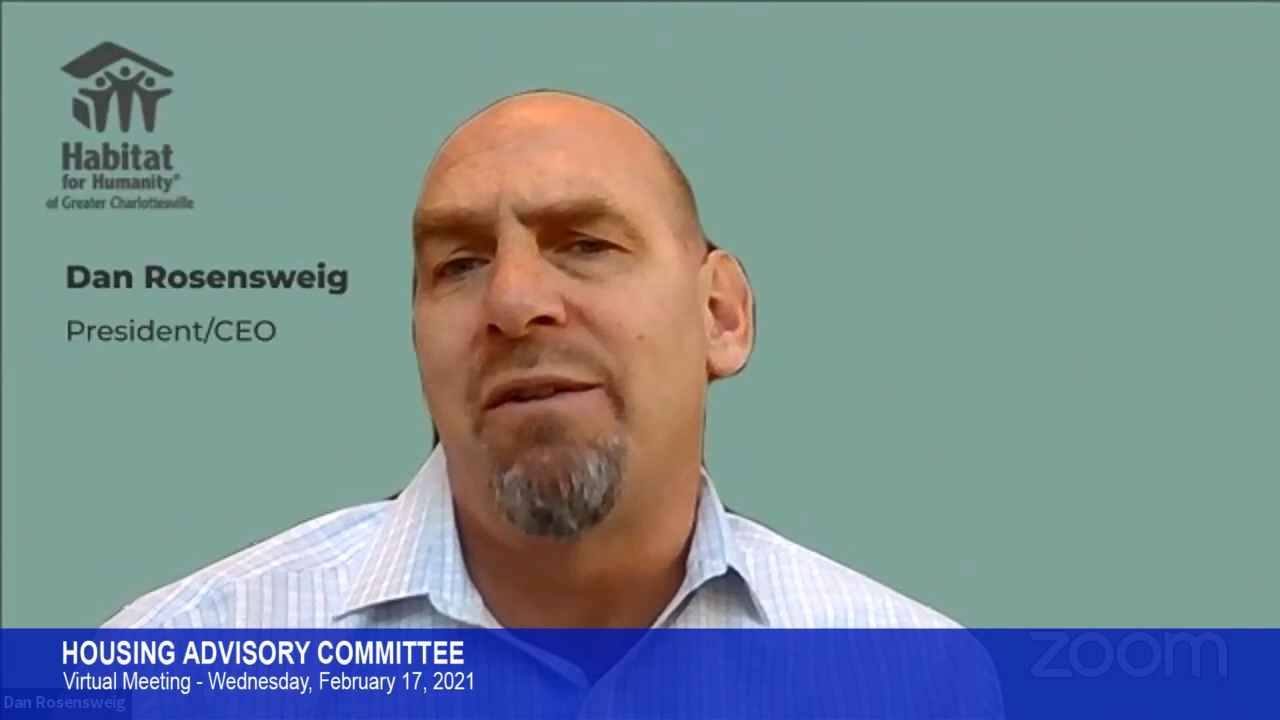 Habitat
for Humanity®
of Greater Charlottesville
Dan Rosensweig
President/CEO
HOUSING ADVISORY COMMITTEE
Virtual Meeting - Wednesday, February 17, 2021
zoom
Dan Rosensweig